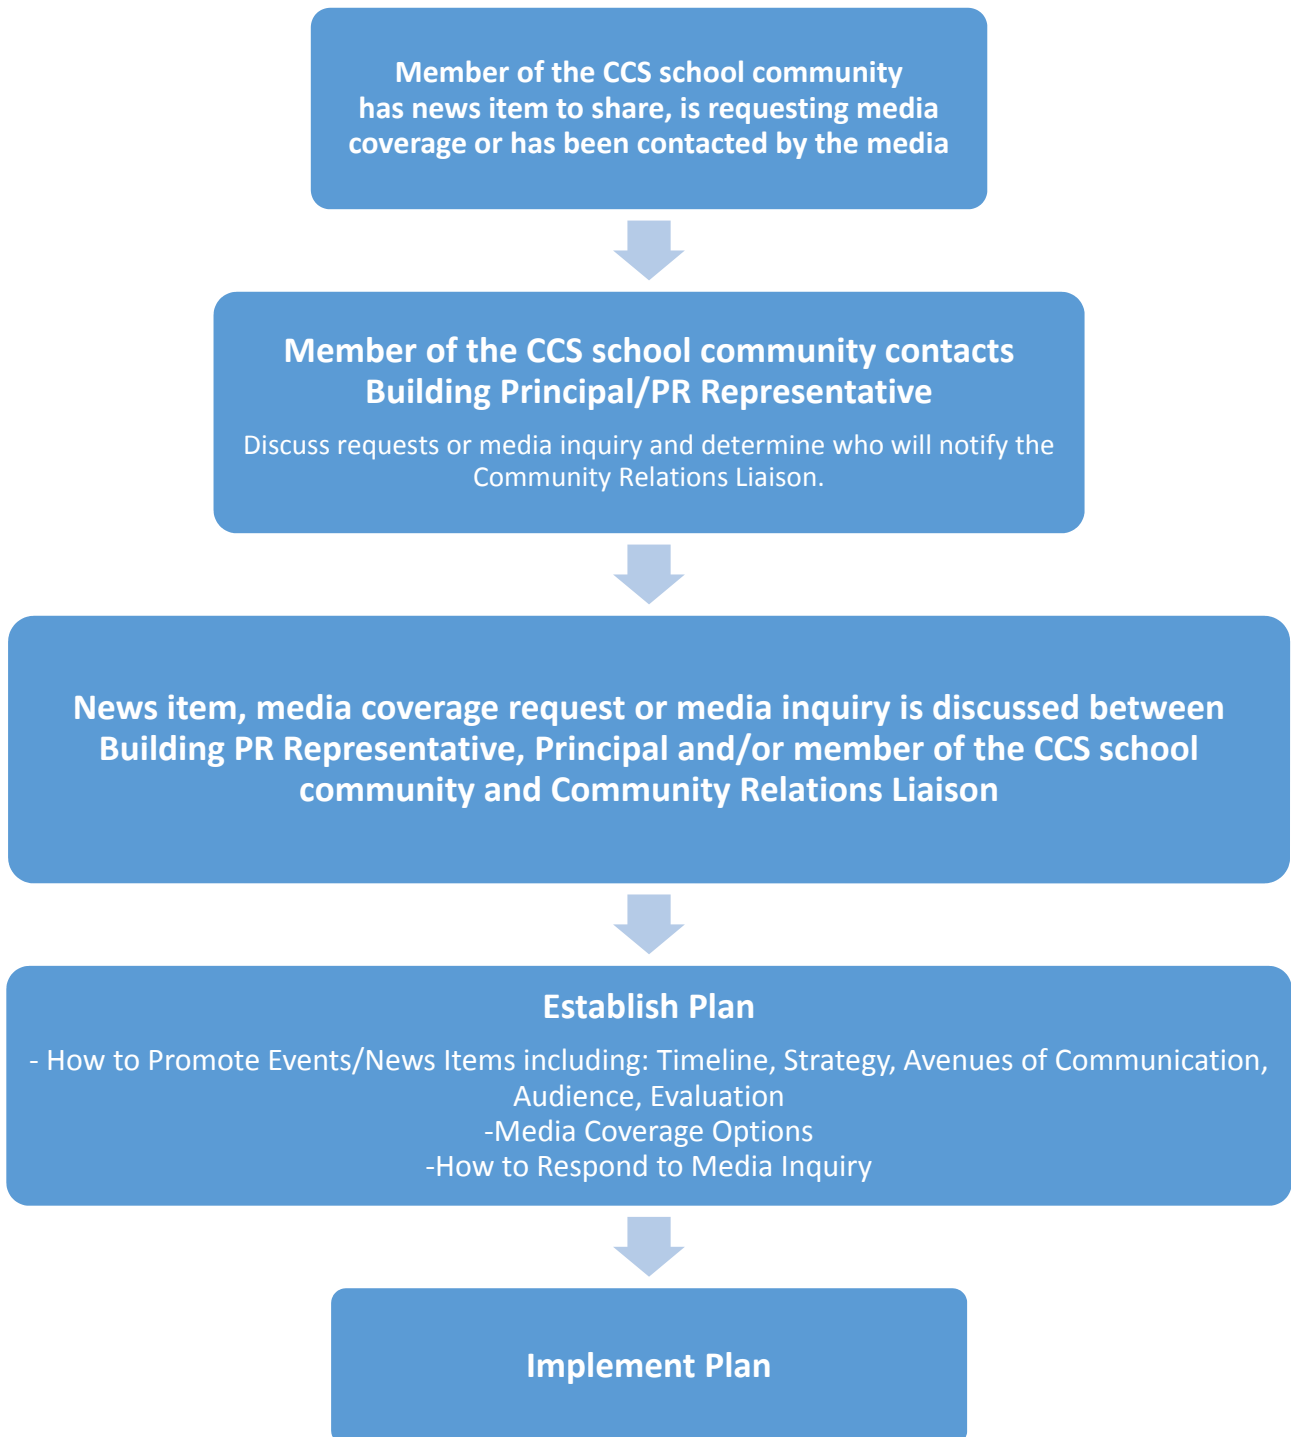 Member of the CCS school community
has news item to share, is requesting media
coverage or has been contacted by the media
Member of the CCS school community contacts
Building Principal/PR Representative
Discuss requests or media inquiry and determine who will notify the
Community Relations Liaison.
News item, media coverage request or media inquiry is discussed between
Building PR Representative, Principal and/or member of the CCS school
community and Community Relations Liaison
Establish Plan
- How to Promote Events/News Items including: Timeline, Strategy, Avenues of Communication,
Audience, Evaluation
-Media Coverage Options
-How to Respond to Media Inquiry
Implement Plan